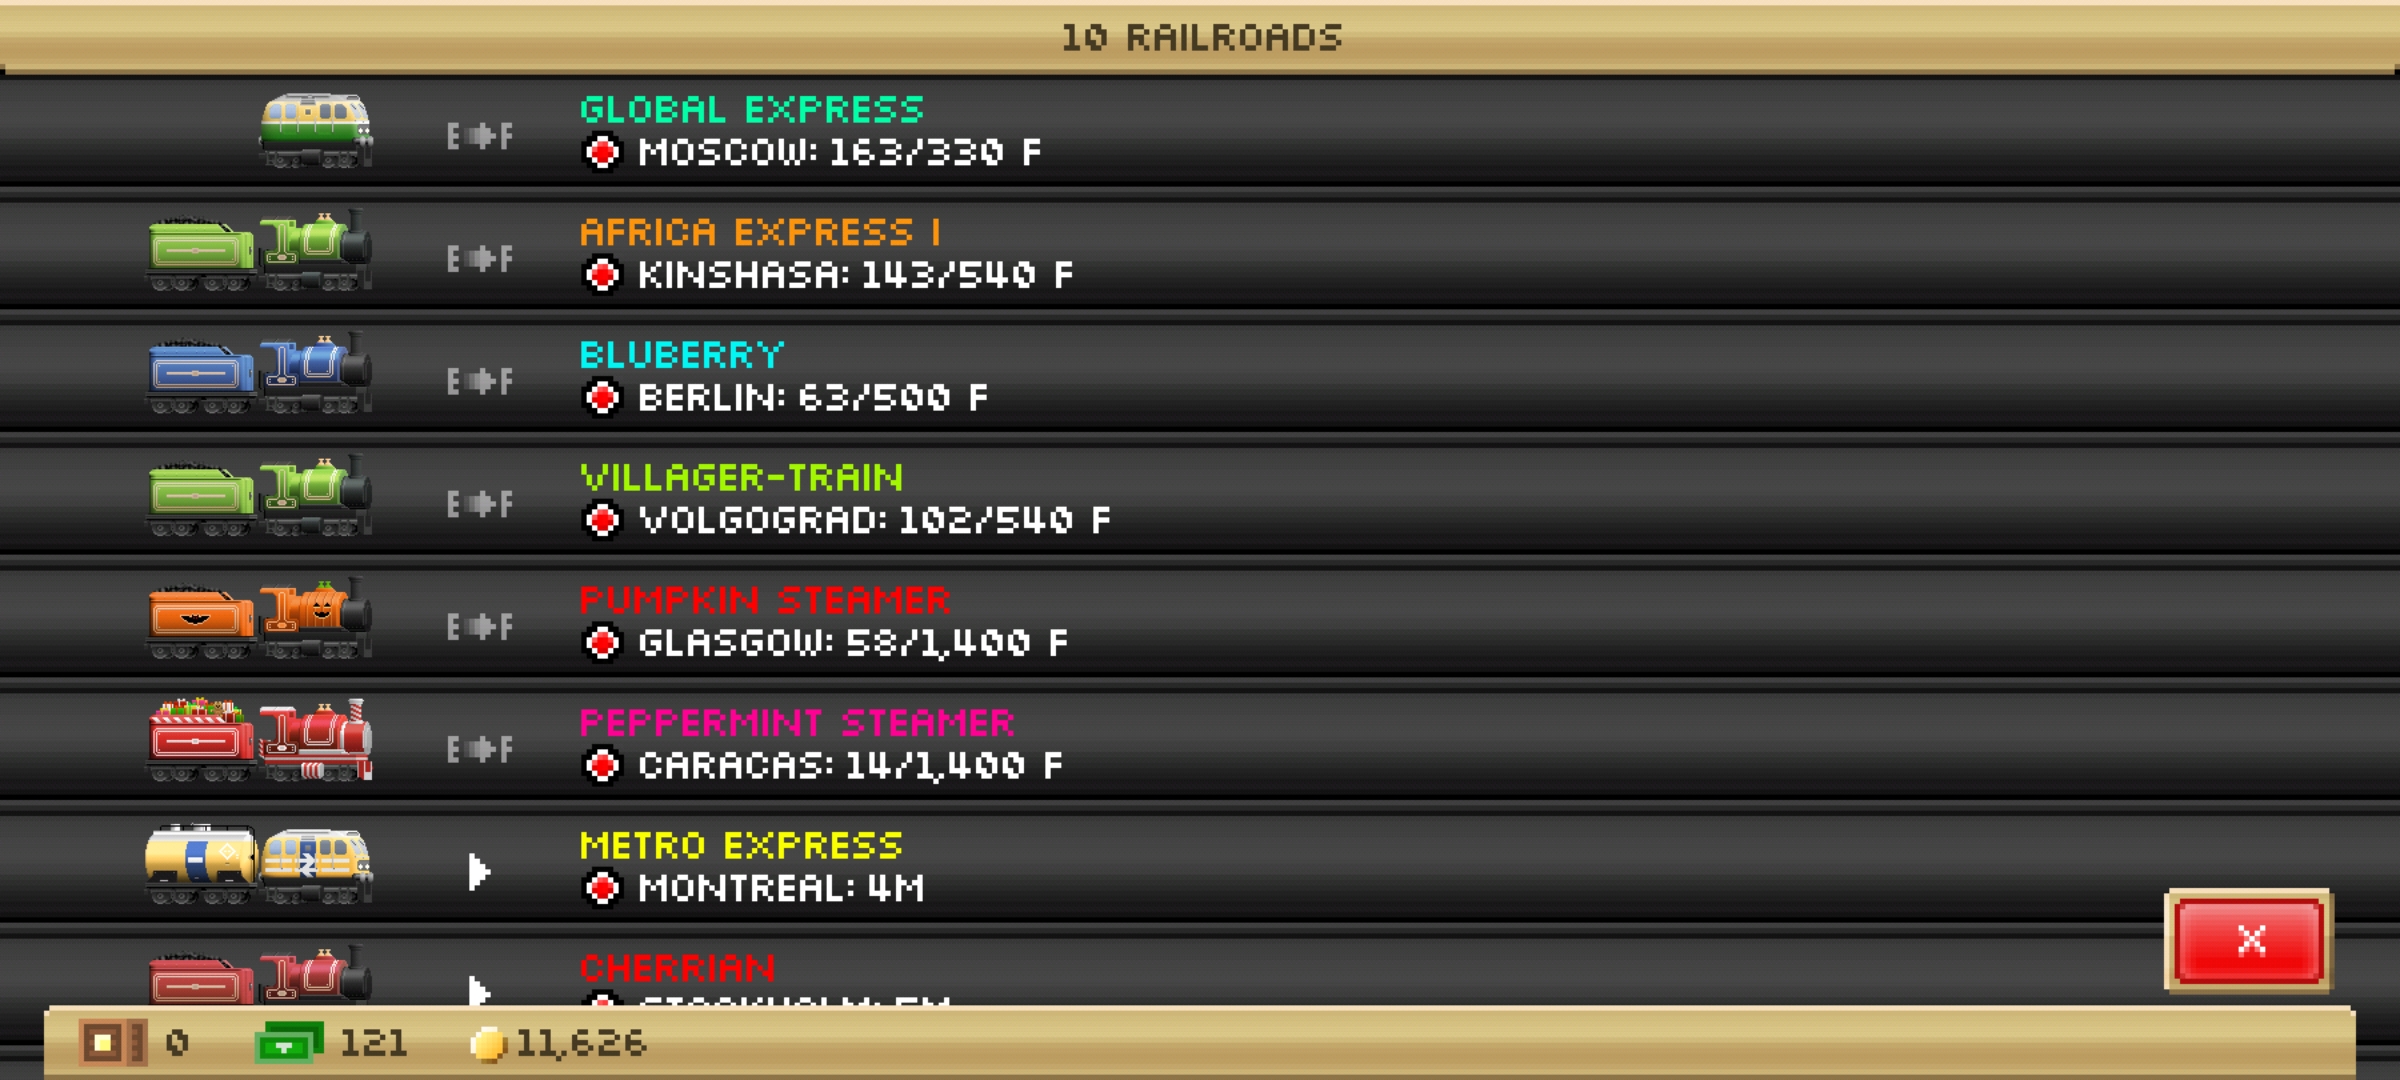 10 RAILROADS
E F
GLOBAL EXPRESS
MOSCOW: 163/330 F
E F
AFRICA EXPRESS I
KINSHASA: 143/540 F
E F
BLUBERRY
BERLIN: 63/500 F
E F
VILLAGER-TRAIN
VOLGOGRAD: 102/540 F
E F
PUMPKIN STEAMER
GLASGOW: 58/1,400 F
E F
PEPPERMINT STEAMER
CARACAS: 14/1,400 F
METRO EXPRESS
MONTREAL: 4M
CHERRIAN
STOCKHOLM: 5M
X
0 121 11,626